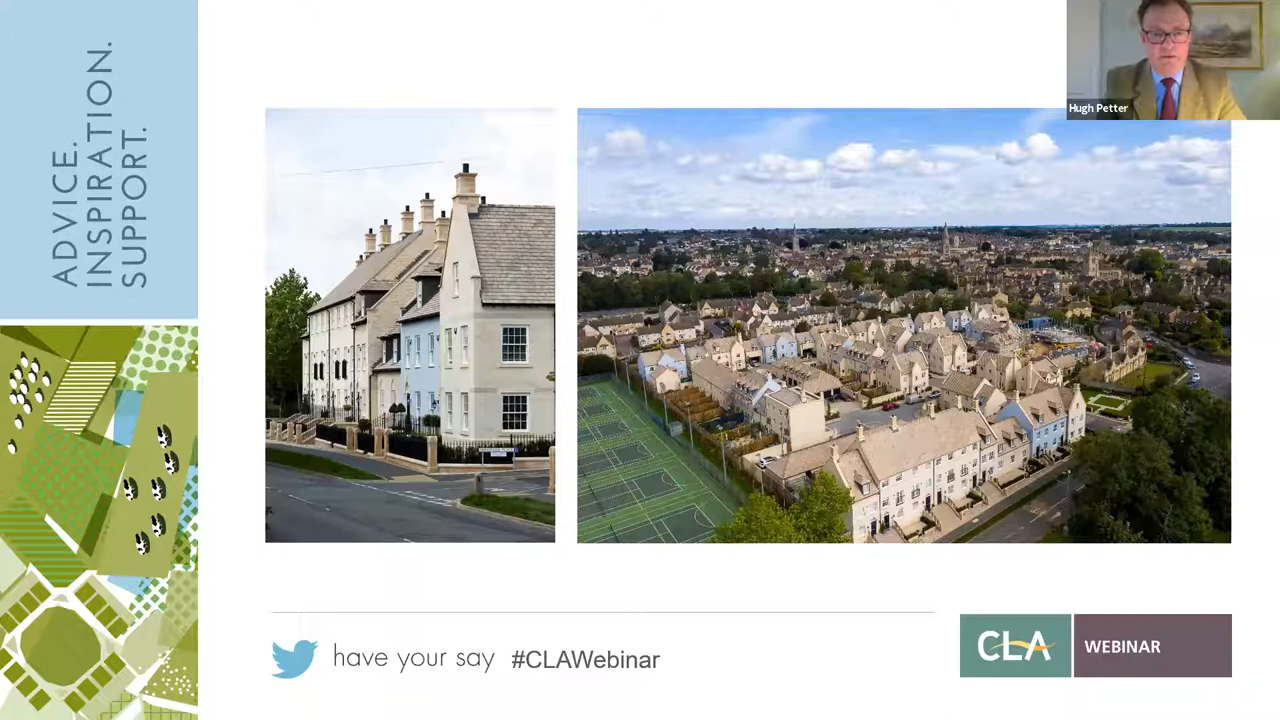 ADVICE.
INSPIRATION.
SUPPORT.
Hugh Petter
have your say #CLAWebinar
CLA WEBINAR